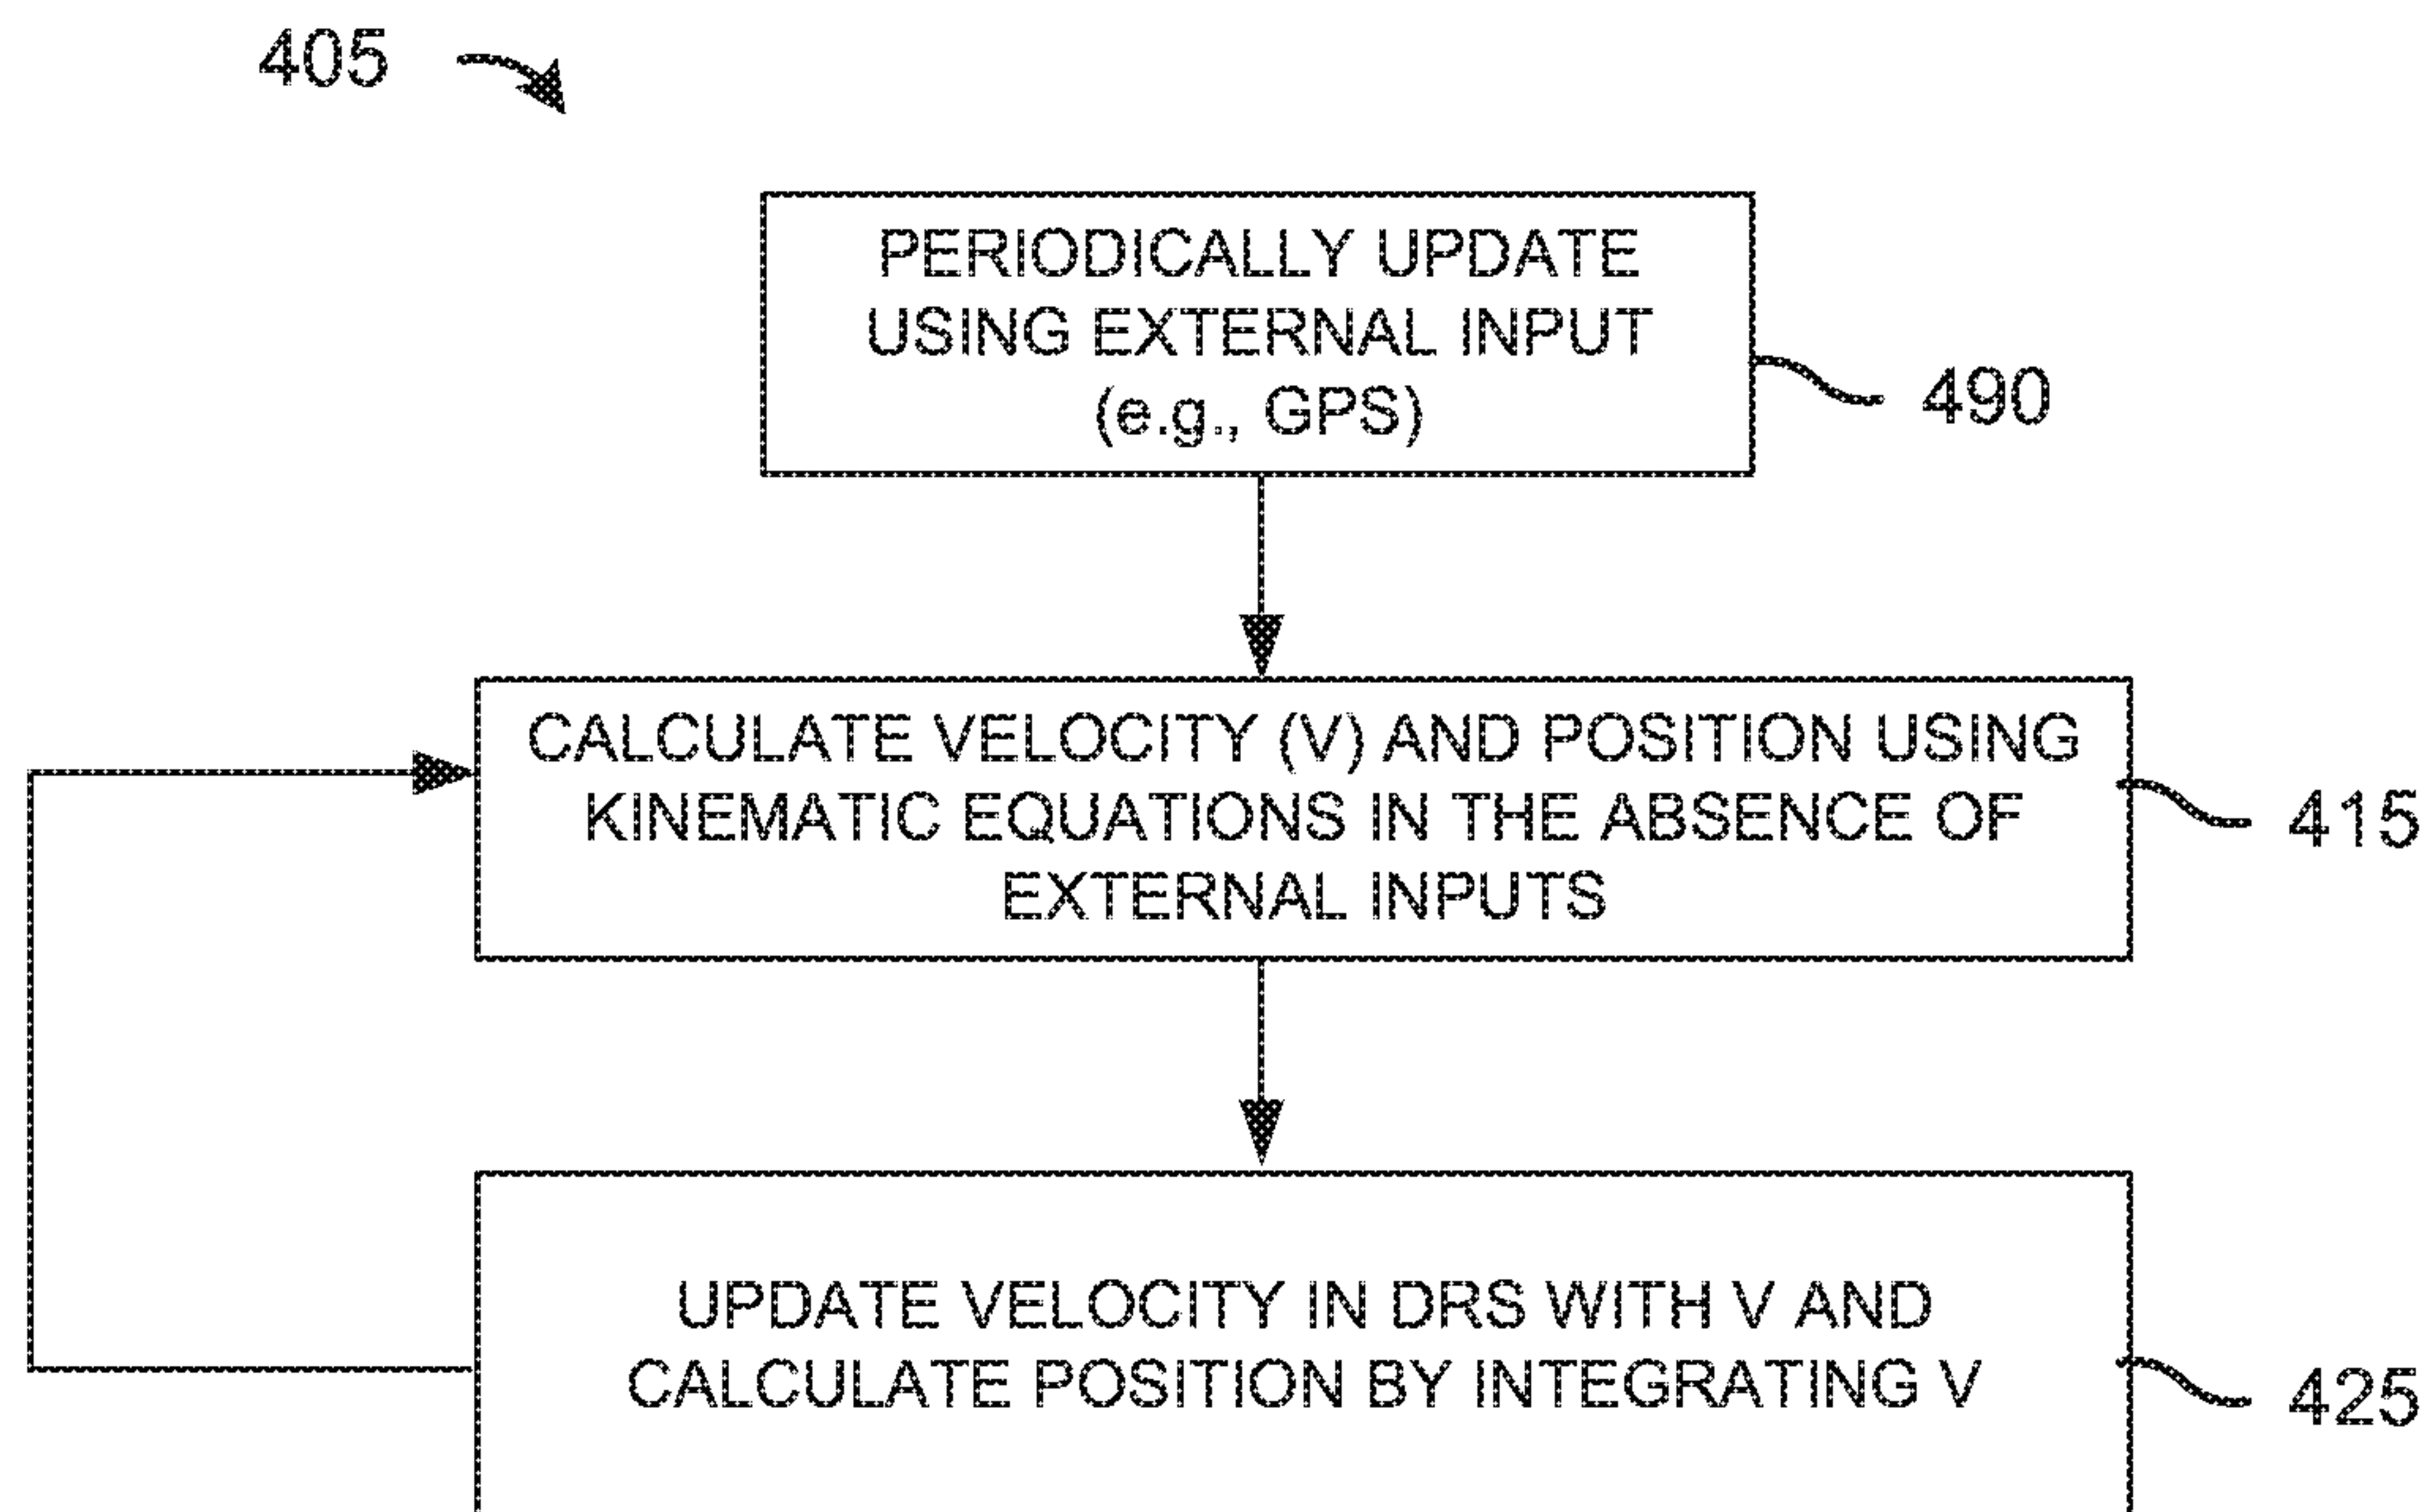 405
PERIODICALLY UPDATE
USING EXTERNAL INPUT
(e.g., GPS)
490
CALCULATE VELOCITY (V) AND POSITION USING
KINEMATIC EQUATIONS IN THE ABSENCE OF
EXTERNAL INPUTS
415
UPDATE VELOCITY IN DRS WITH V AND
CALCULATE POSITION BY INTEGRATING V
425